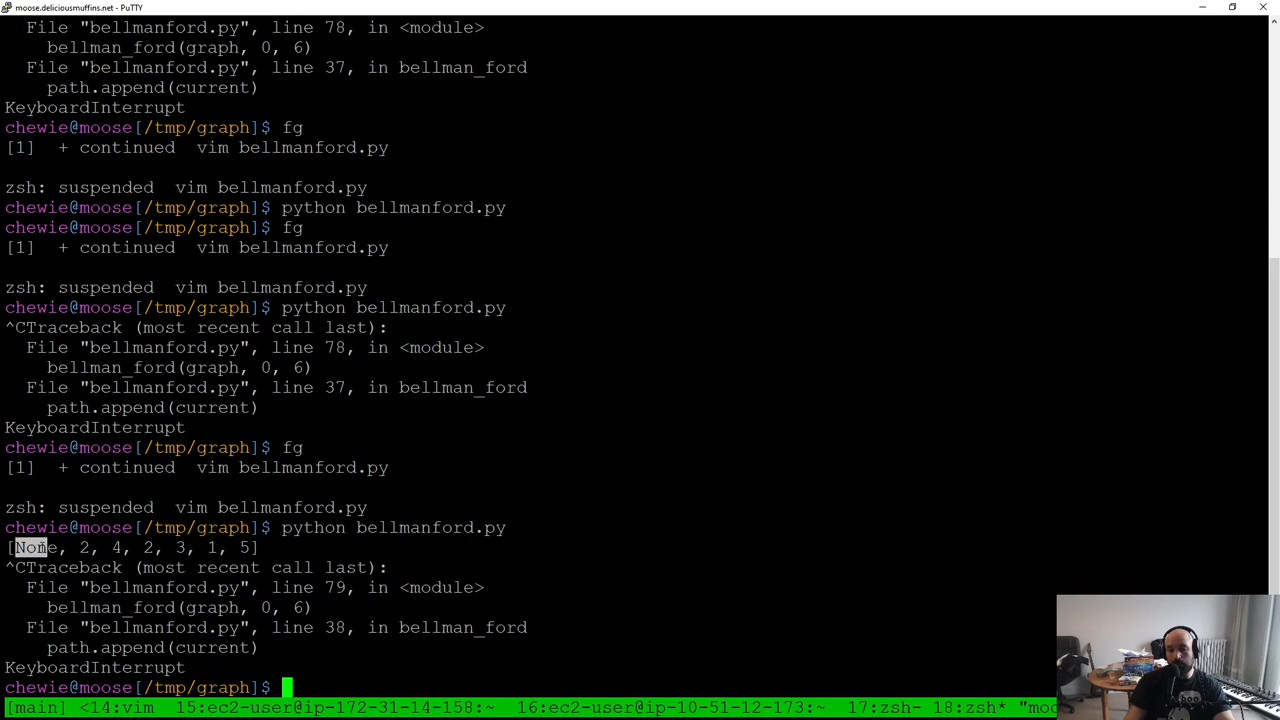 moose.deliciousmuffins.net - PuTTY
  File "bellmanford.py", line 78, in <module>
    bellman_ford(graph, 0, 6)
  File "bellmanford.py", line 37, in bellman_ford
    path.append(current)
KeyboardInterrupt
chewie@moose[/tmp/graph]$ fg
[1]  + continued  vim bellmanford.py
zsh: suspended  vim bellmanford.py
chewie@moose[/tmp/graph]$ python bellmanford.py
chewie@moose[/tmp/graph]$ fg
[1]  + continued  vim bellmanford.py
zsh: suspended  vim bellmanford.py
chewie@moose[/tmp/graph]$ python bellmanford.py
^CTraceback (most recent call last):
  File "bellmanford.py", line 78, in <module>
    bellman_ford(graph, 0, 6)
  File "bellmanford.py", line 37, in bellman_ford
    path.append(current)
KeyboardInterrupt
chewie@moose[/tmp/graph]$ fg
[1]  + continued  vim bellmanford.py
zsh: suspended  vim bellmanford.py
chewie@moose[/tmp/graph]$ python bellmanford.py
[None, 2, 4, 2, 3, 1, 5]
^CTraceback (most recent call last):
  File "bellmanford.py", line 79, in <module>
    bellman_ford(graph, 0, 6)
  File "bellmanford.py", line 38, in bellman_ford
    path.append(current)
KeyboardInterrupt
chewie@moose[/tmp/graph]$
[main] <14:vim  15:ec2-user@ip-172-31-14-158:~  16:ec2-user@ip-10-51-12-173:~  17:zsh- 18:zsh* "moo